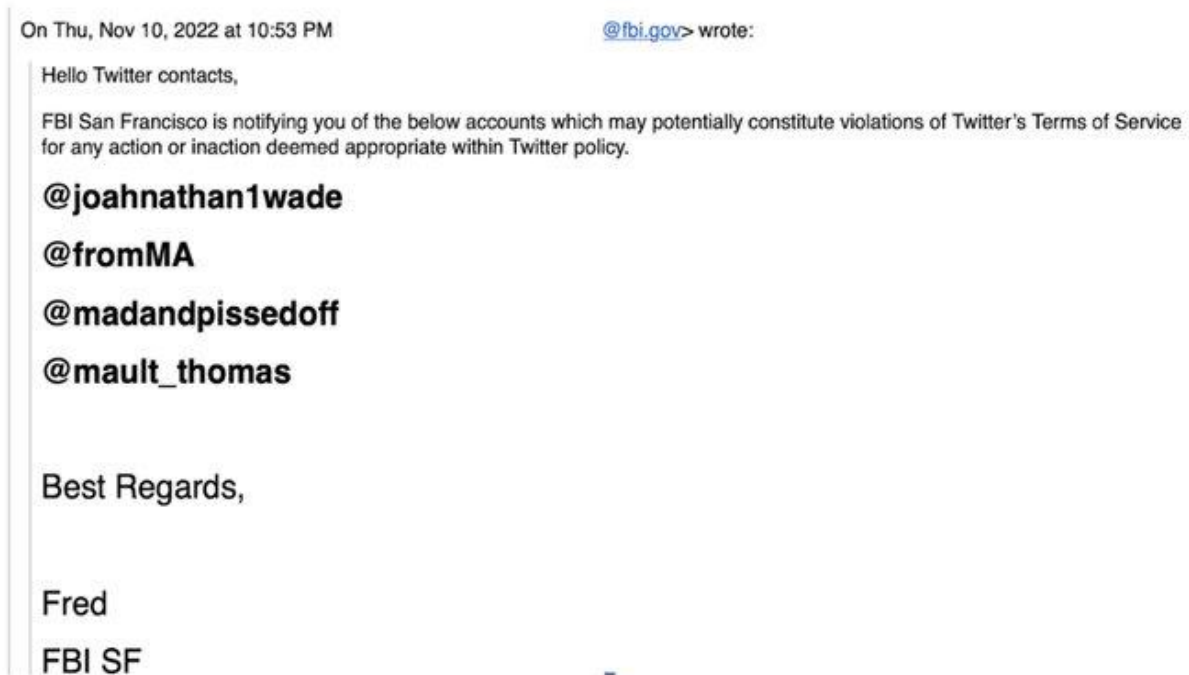 On Thu, Nov 10, 2022 at 10:53 PM @fbi.gov> wrote:
Hello Twitter contacts,
FBI San Francisco is notifying you of the below accounts which may potentially constitute violations of Twitter's Terms of Service
for any action or inaction deemed appropriate within Twitter policy.
@joahnathan1wade
@fromMA
@madandpissedoff
@mault_thomas
Best Regards,
Fred
FBI SF